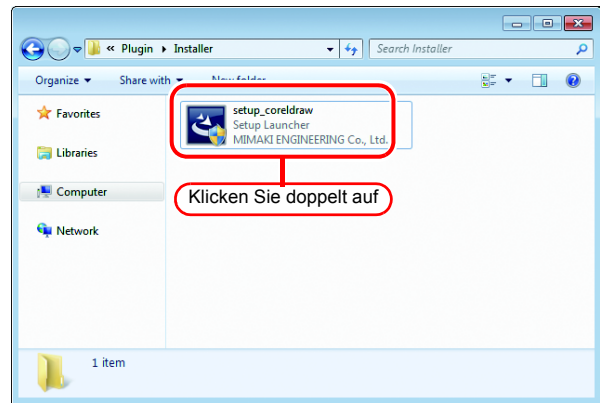 « Plugin ▸ Installer
Search Installer
Organize ▾ Share with ▾ New folder
Favorites
Libraries
Computer
Network
setup_coreldraw
Setup Launcher
MIMAKI ENGINEERING Co., Ltd.
Klicken Sie doppelt auf
1 item